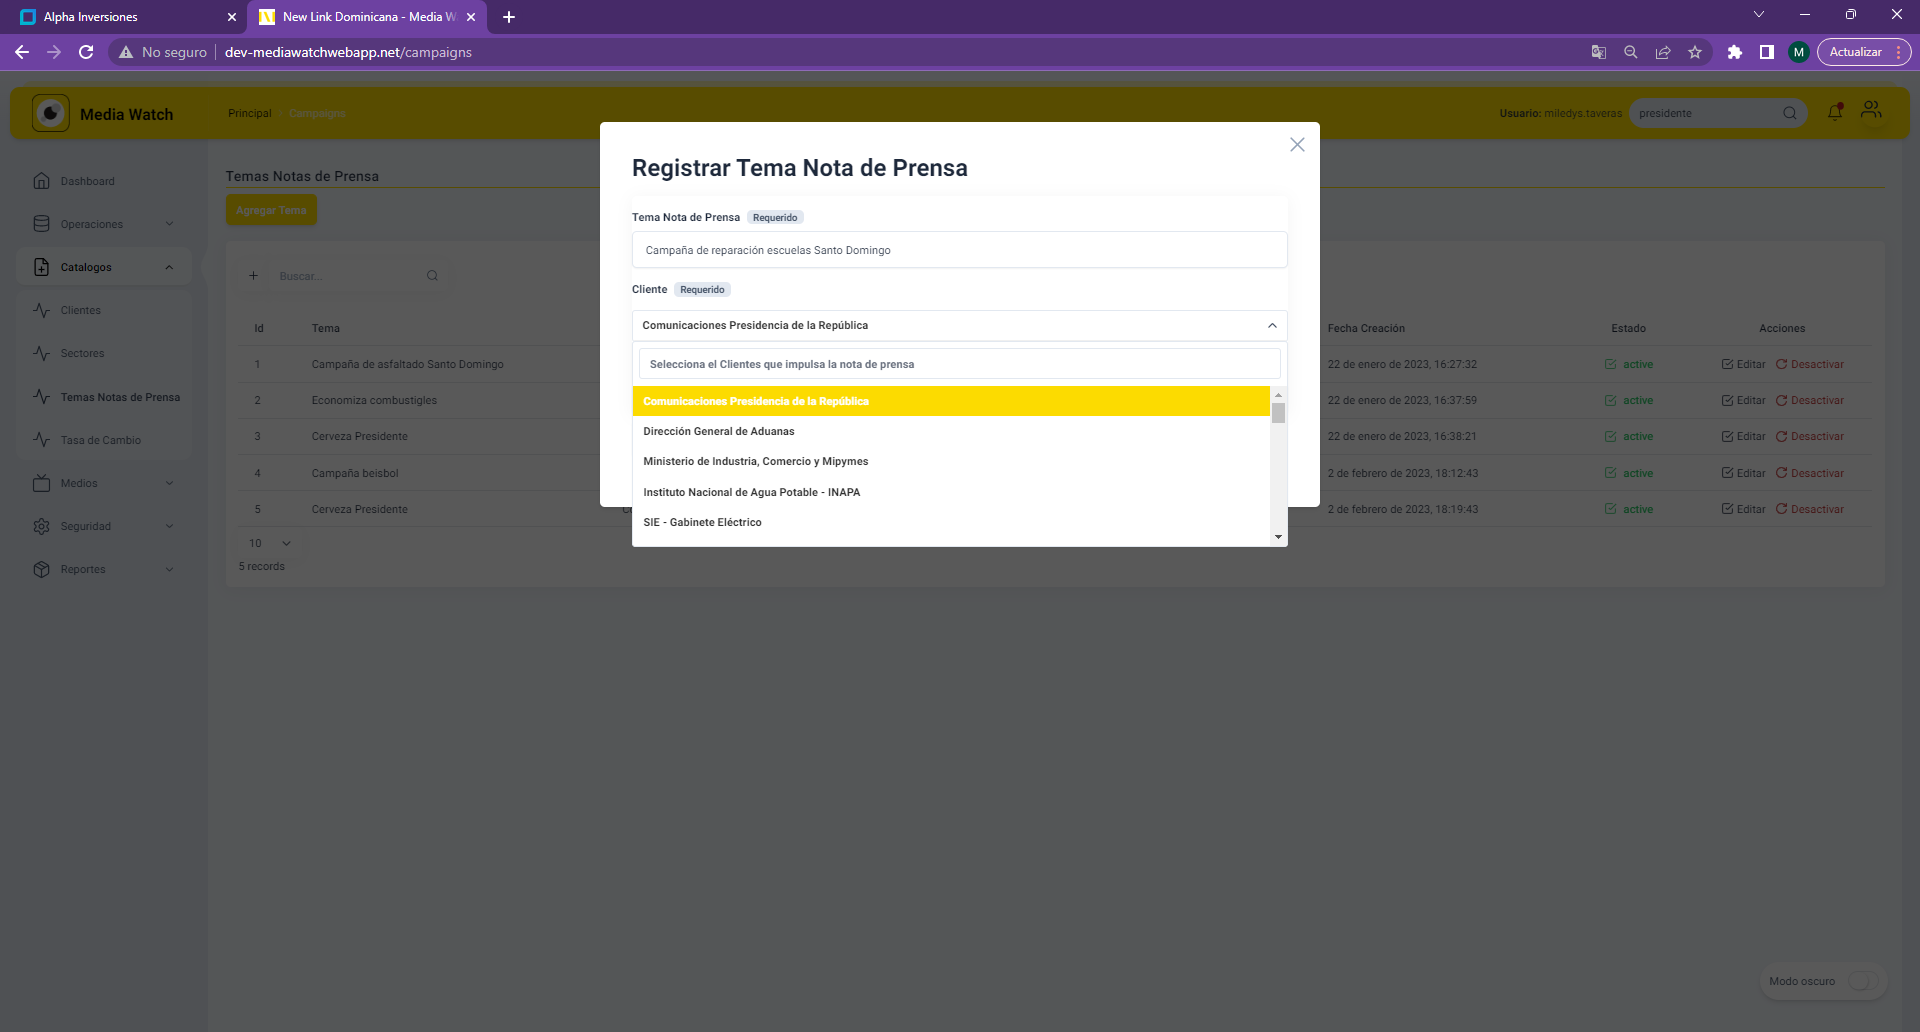 Alpha Inversiones
New Link Dominicana - Media W
No seguro
dev-mediawatchwebapp.net/campaigns
M
Actualizar
Media Watch
Principal
Campaigns
Usuario: miledys.taveras
presidente
Dashboard
Operaciones
Catalogos
Clientes
Sectores
Temas Notas de Prensa
Tasa de Cambio
Medios
Seguridad
Reportes
Temas Notas de Prensa
Agregar Tema
+ Buscar...
Id Tema Fecha Creación Estado Acciones
1 Campaña de asfaltado Santo Domingo 22 de enero de 2023, 16:27:32 active Editar Desactivar
2 Economiza combustigles 22 de enero de 2023, 16:37:59 active Editar Desactivar
3 Cerveza Presidente 22 de enero de 2023, 16:38:21 active Editar Desactivar
4 Campaña beisbol 2 de febrero de 2023, 18:12:43 active Editar Desactivar
5 Cerveza Presidente 2 de febrero de 2023, 18:19:43 active Editar Desactivar
10
5 records
Registrar Tema Nota de Prensa
Tema Nota de Prensa Requerido
Campaña de reparación escuelas Santo Domingo
Cliente Requerido
Comunicaciones Presidencia de la República
Selecciona el Clientes que impulsa la nota de prensa
Comunicaciones Presidencia de la República
Dirección General de Aduanas
Ministerio de Industria, Comercio y Mipymes
Instituto Nacional de Agua Potable - INAPA
SIE - Gabinete Eléctrico
Modo oscuro